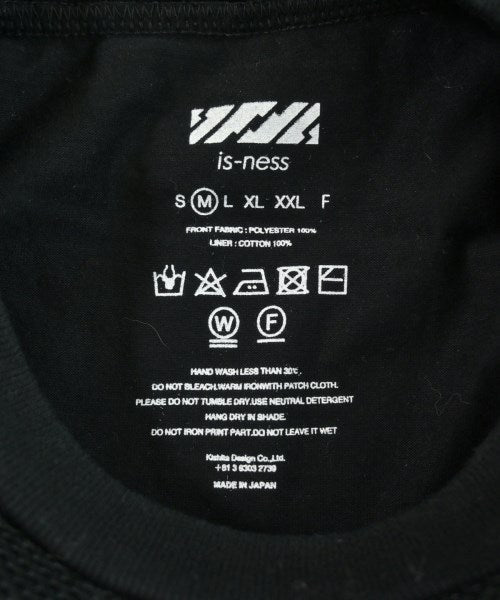 is-ness
S M L XL XXL F
FRONT FABRIC : POLYESTER 100%
LINER : COTTON 100%
W F
HAND WASH LESS THAN 30℃.
DO NOT BLEACH.WARM IRONWITH PATCH CLOTH.
PLEASE DO NOT TUMBLE DRY.USE NEUTRAL DETERGENT
HANG DRY IN SHADE.
DO NOT IRON PRINT PART.DO NOT LEAVE IT WET
Kishita Design Co.,Ltd.
+81 3 6303 2739
MADE IN JAPAN